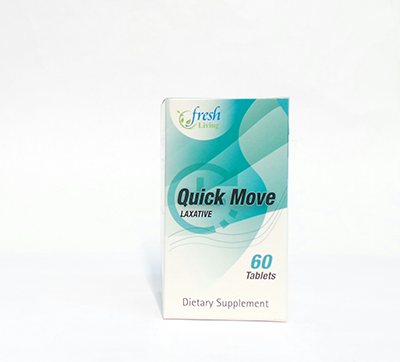 fresh
Living
Quick Move
LAXATIVE
60
Tablets
Dietary Supplement